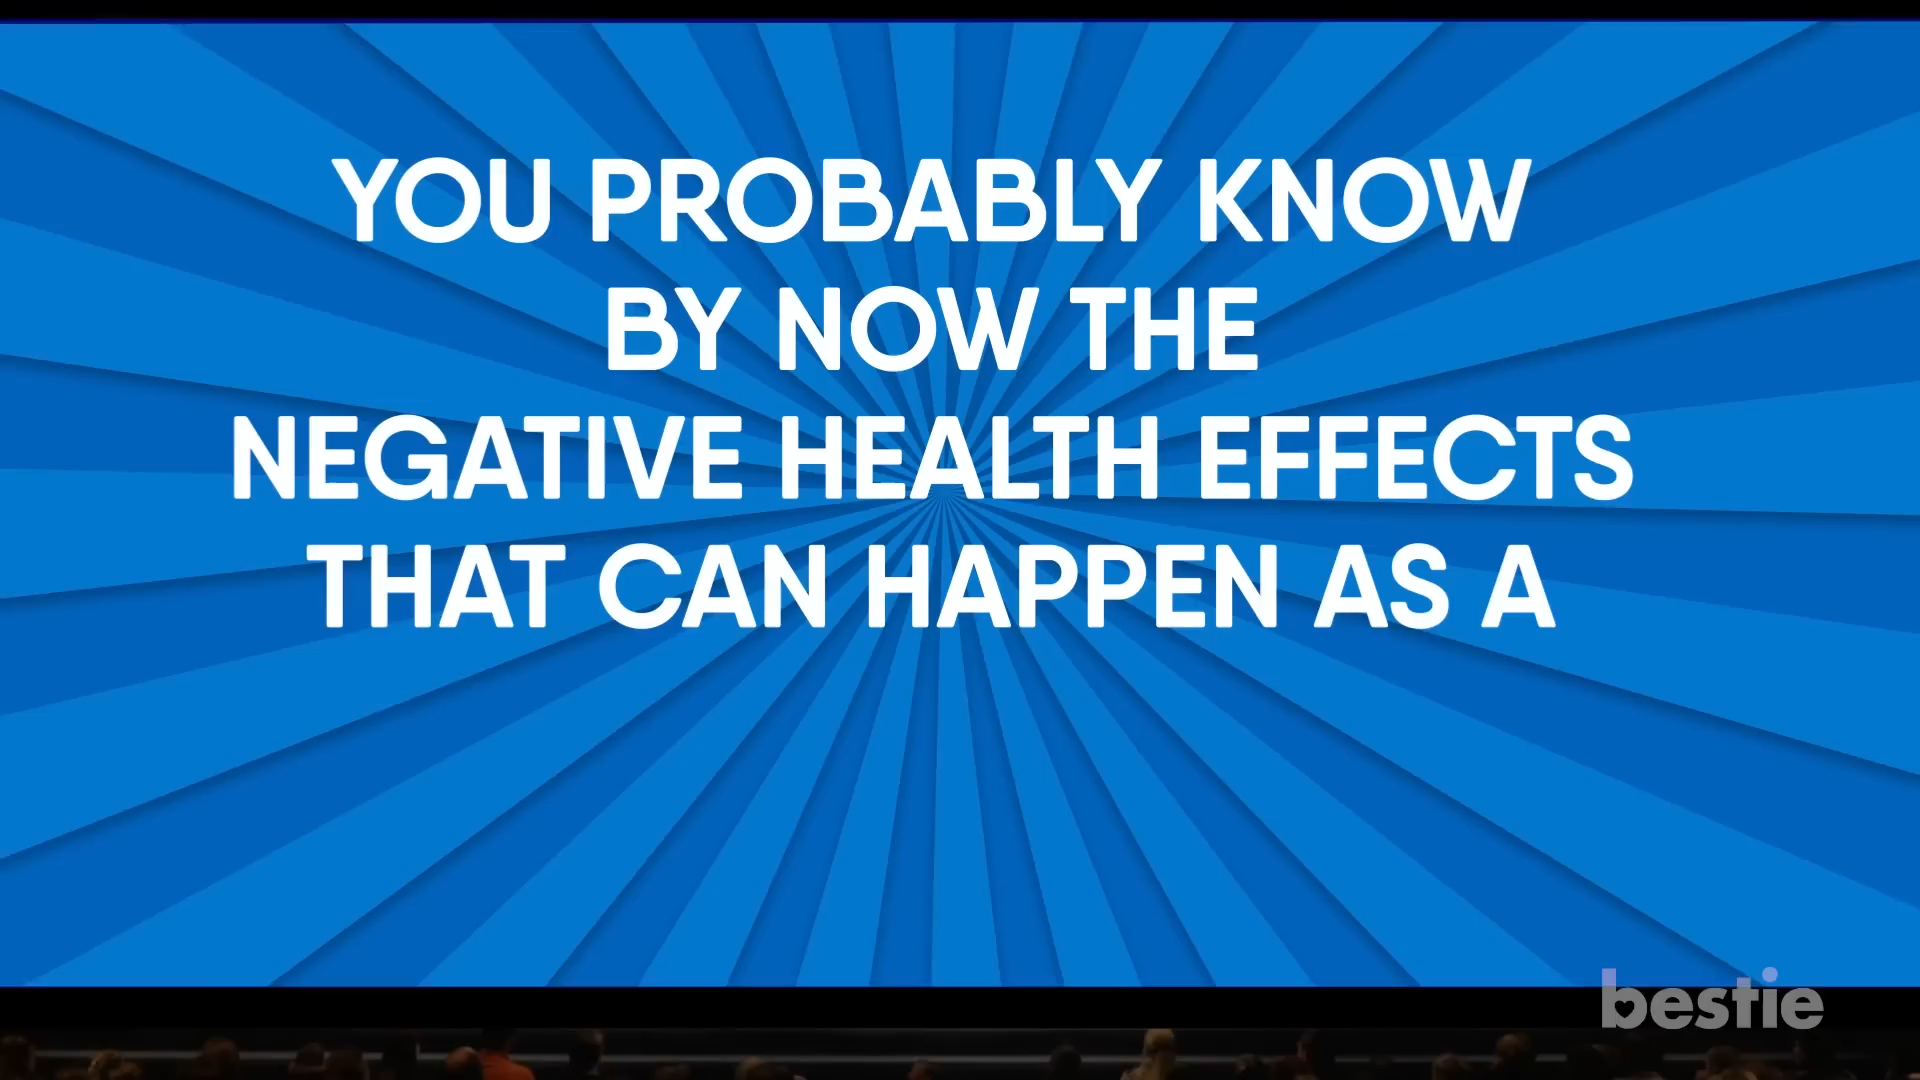 YOU PROBABLY KNOW
BY NOW THE
NEGATIVE HEALTH EFFECTS
THAT CAN HAPPEN AS A
bestie